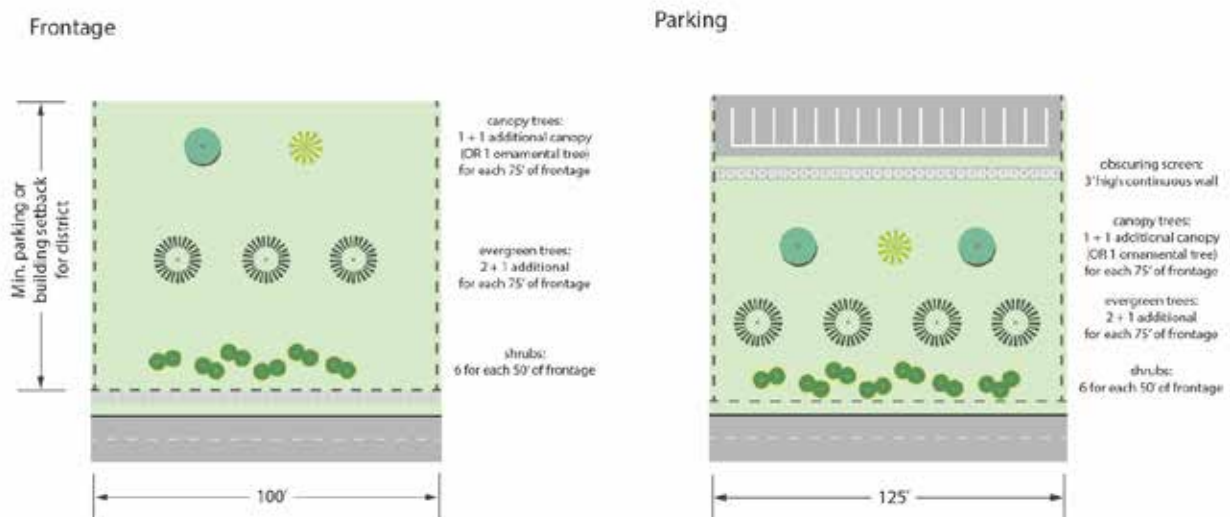 Frontage
Min. parking or
building setback
for district
canopy trees:
1 + 1 additional canopy
(OR 1 ornamental tree)
for each 75' of frontage
evergreen trees:
2 + 1 additional
for each 75' of frontage
shrubs:
6 for each 50' of frontage
100'
Parking
obscuring screen:
3' high continuous wall
canopy trees:
1 + 1 additional canopy
(OR 1 ornamental tree)
for each 75' of frontage
evergreen trees:
2 + 1 additional
for each 75' of frontage
shrubs:
6 for each 50' of frontage
125'